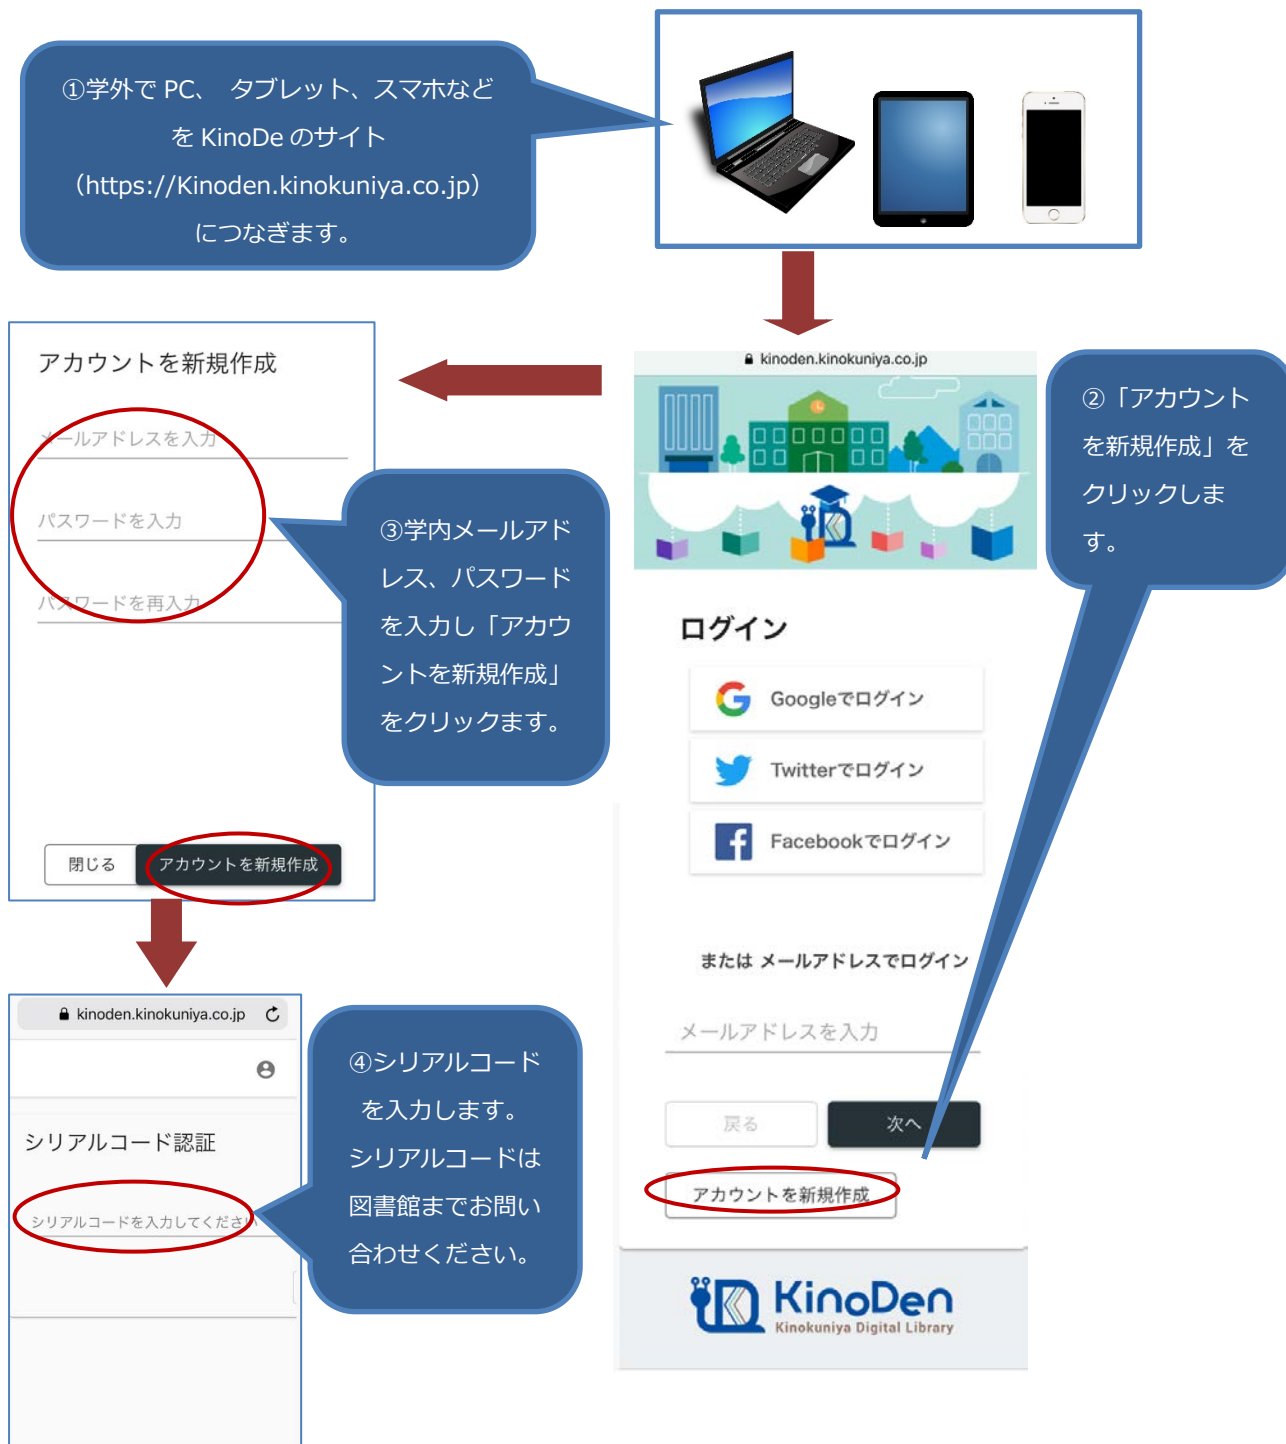 ①学外で PC、 タブレット、スマホなど
を KinoDe のサイト
（https://Kinoden.kinokuniya.co.jp）
につなぎます。
kinoden.kinokuniya.co.jp
②「アカウント
を新規作成」を
クリックしま
す。
ログイン
Googleでログイン
Twitterでログイン
Facebookでログイン
または メールアドレスでログイン
メールアドレスを入力
戻る
次へ
アカウントを新規作成
KinoDen
Kinokuniya Digital Library
アカウントを新規作成
メールアドレスを入力
パスワードを入力
パスワードを再入力
③学内メールアド
レス、パスワード
を入力し「アカウ
ントを新規作成」
をクリックます。
閉じる
アカウントを新規作成
kinoden.kinokuniya.co.jp
シリアルコード認証
シリアルコードを入力してください
④シリアルコード
を入力します。
シリアルコードは
図書館までお問い
合わせください。